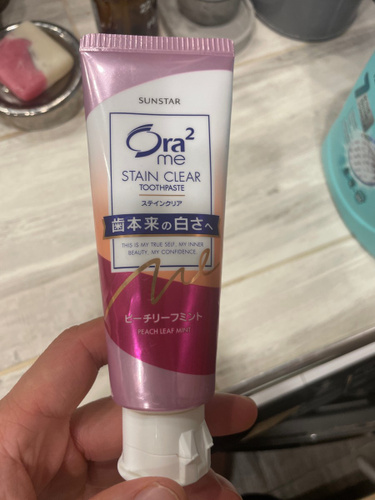 SUNSTAR
Ora²
me
STAIN CLEAR
TOOTHPASTE
ステインクリア
歯本来の白さへ
THIS IS MY TRUE SELF, MY INNER
BEAUTY, MY CONFIDENCE.
me
ピーチリーフミント
PEACH LEAF MINT